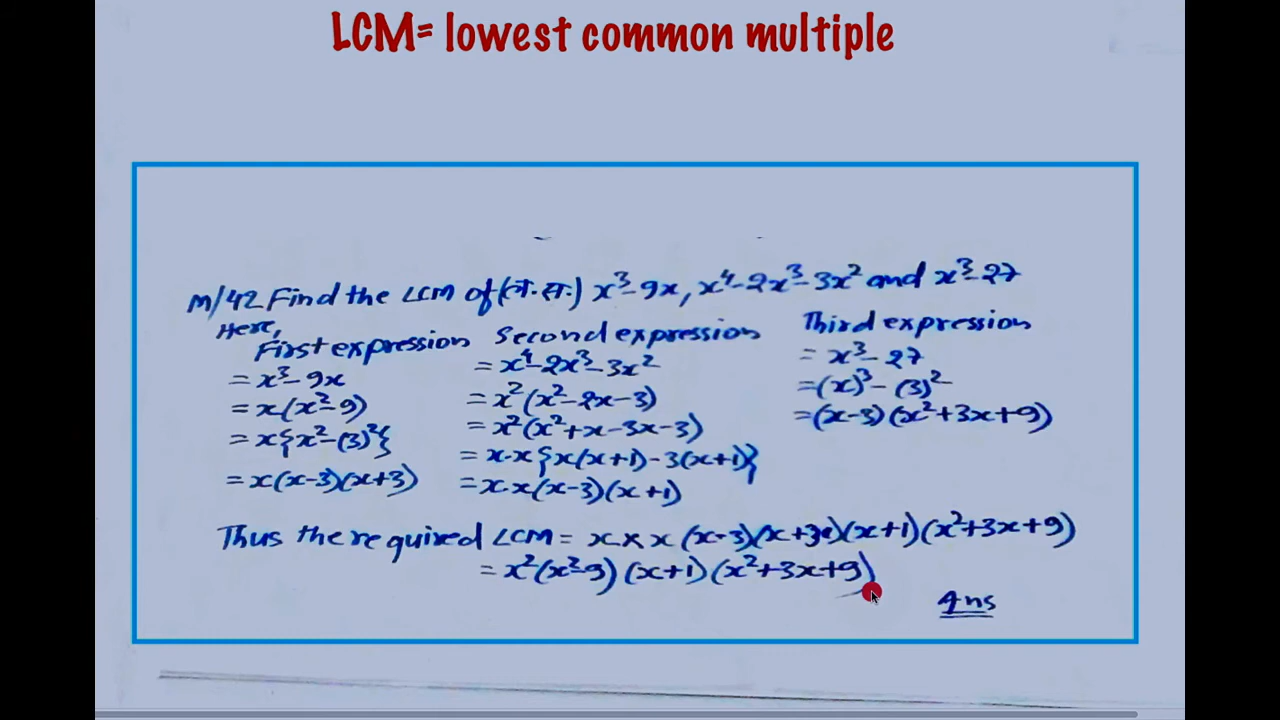 LCM= lowest common multiple
M/42 Find the LCM of (ल.स.) x³-9x, x⁴-2x³-3x² and x³-27
Here,
First expression
= x³-9x
= x(x²-9)
= x{x²-(3)²}
= x(x-3)(x+3)
Second expression
= x⁴-2x³-3x²
= x²(x²-2x-3)
= x²(x²+x-3x-3)
= x·x{x(x+1)-3(x+1)}
= x·x(x-3)(x+1)
Third expression
= x³-27
=(x)³-(3)²
=(x-3)(x²+3x+9)
Thus the required LCM = x×x(x-3)(x+3)(x+1)(x²+3x+9)
= x²(x²-9)(x+1)(x²+3x+9)
Ans